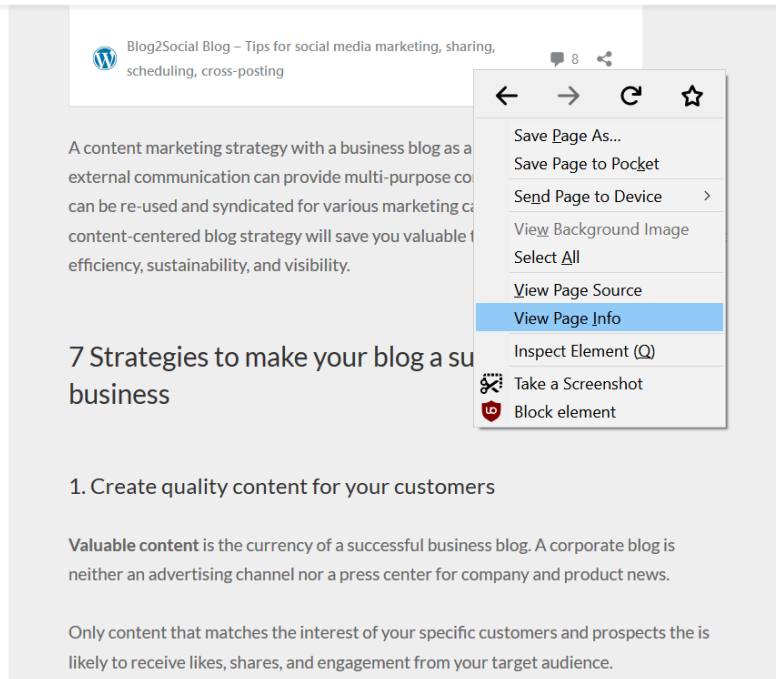 Blog2Social Blog – Tips for social media marketing, sharing,
scheduling, cross-posting
8
A content marketing strategy with a business blog as a
external communication can provide multi-purpose
can be re-used and syndicated for various marketing
content-centered blog strategy will save you valuable
efficiency, sustainability, and visibility.
7 Strategies to make your blog a
business
1. Create quality content for your customers
Valuable content is the currency of a successful business blog. A corporate blog is
neither an advertising channel nor a press center for company and product news.
Only content that matches the interest of your specific customers and prospects the is
likely to receive likes, shares, and engagement from your target audience.
Save Page As...
Save Page to Pocket
Send Page to Device
View Background Image
Select All
View Page Source
View Page Info
Inspect Element (Q)
Take a Screenshot
Block element